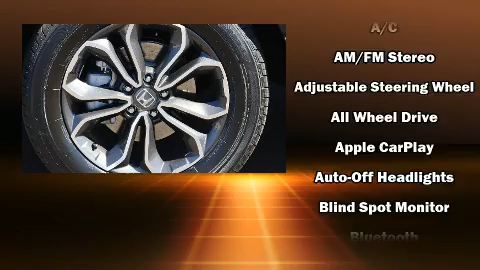 A/C
AM/FM Stereo
Adjustable Steering Wheel
All Wheel Drive
Apple CarPlay
Auto-Off Headlights
Blind Spot Monitor
Bluetooth